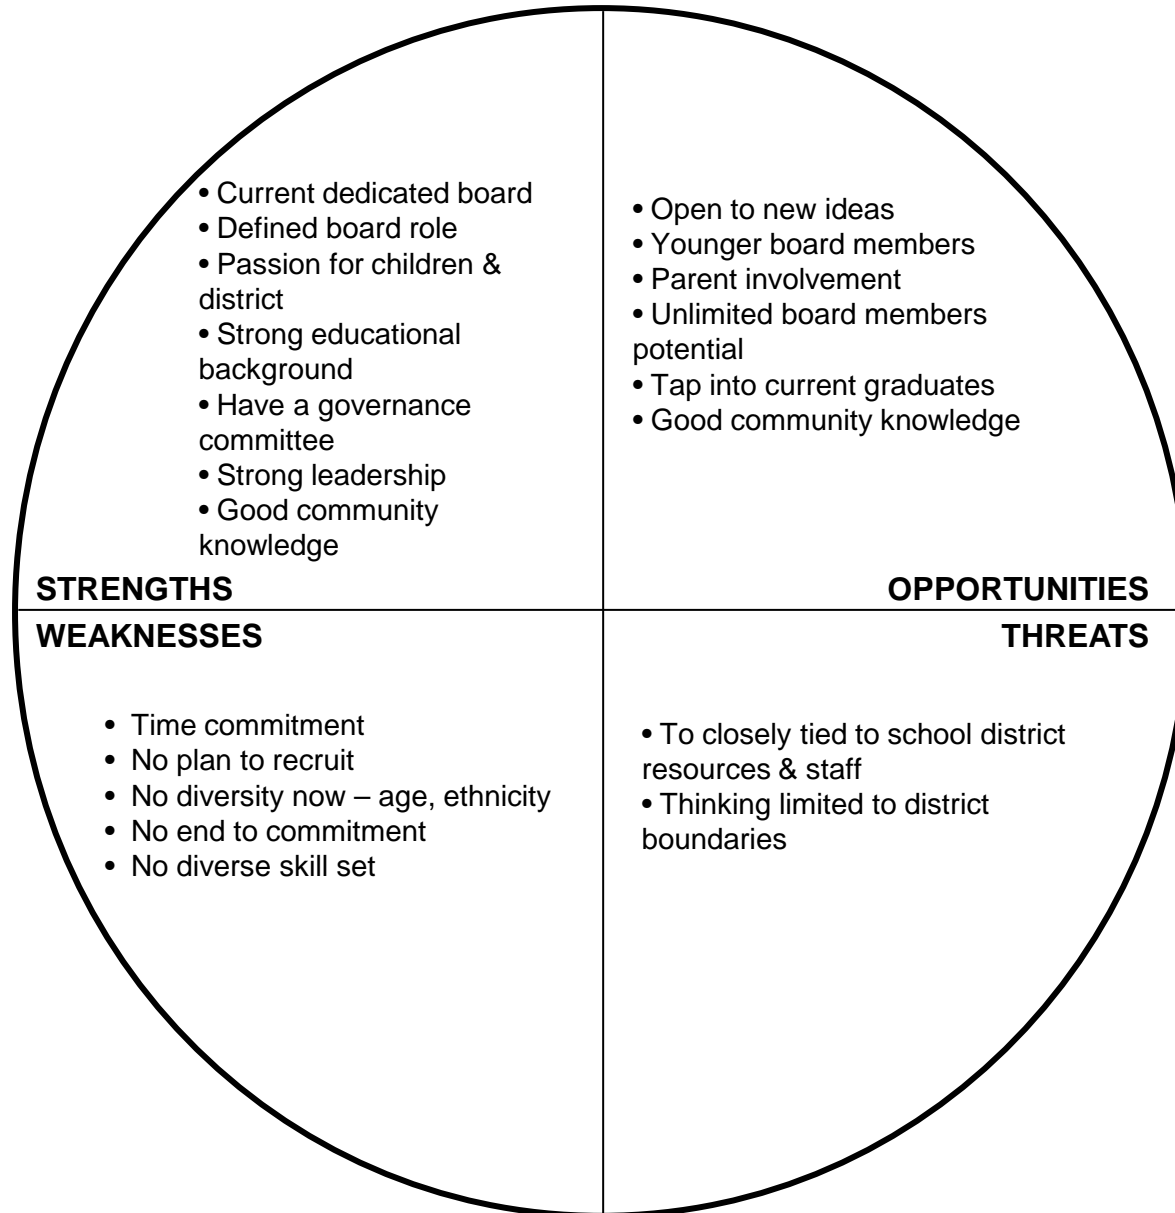 • Current dedicated board
• Defined board role
• Passion for children &
district
• Strong educational
background
• Have a governance
committee
• Strong leadership
• Good community
knowledge
STRENGTHS
• Open to new ideas
• Younger board members
• Parent involvement
• Unlimited board members
potential
• Tap into current graduates
• Good community knowledge
OPPORTUNITIES
WEAKNESSES
• Time commitment
• No plan to recruit
• No diversity now – age, ethnicity
• No end to commitment
• No diverse skill set
THREATS
• To closely tied to school district
resources & staff
• Thinking limited to district
boundaries